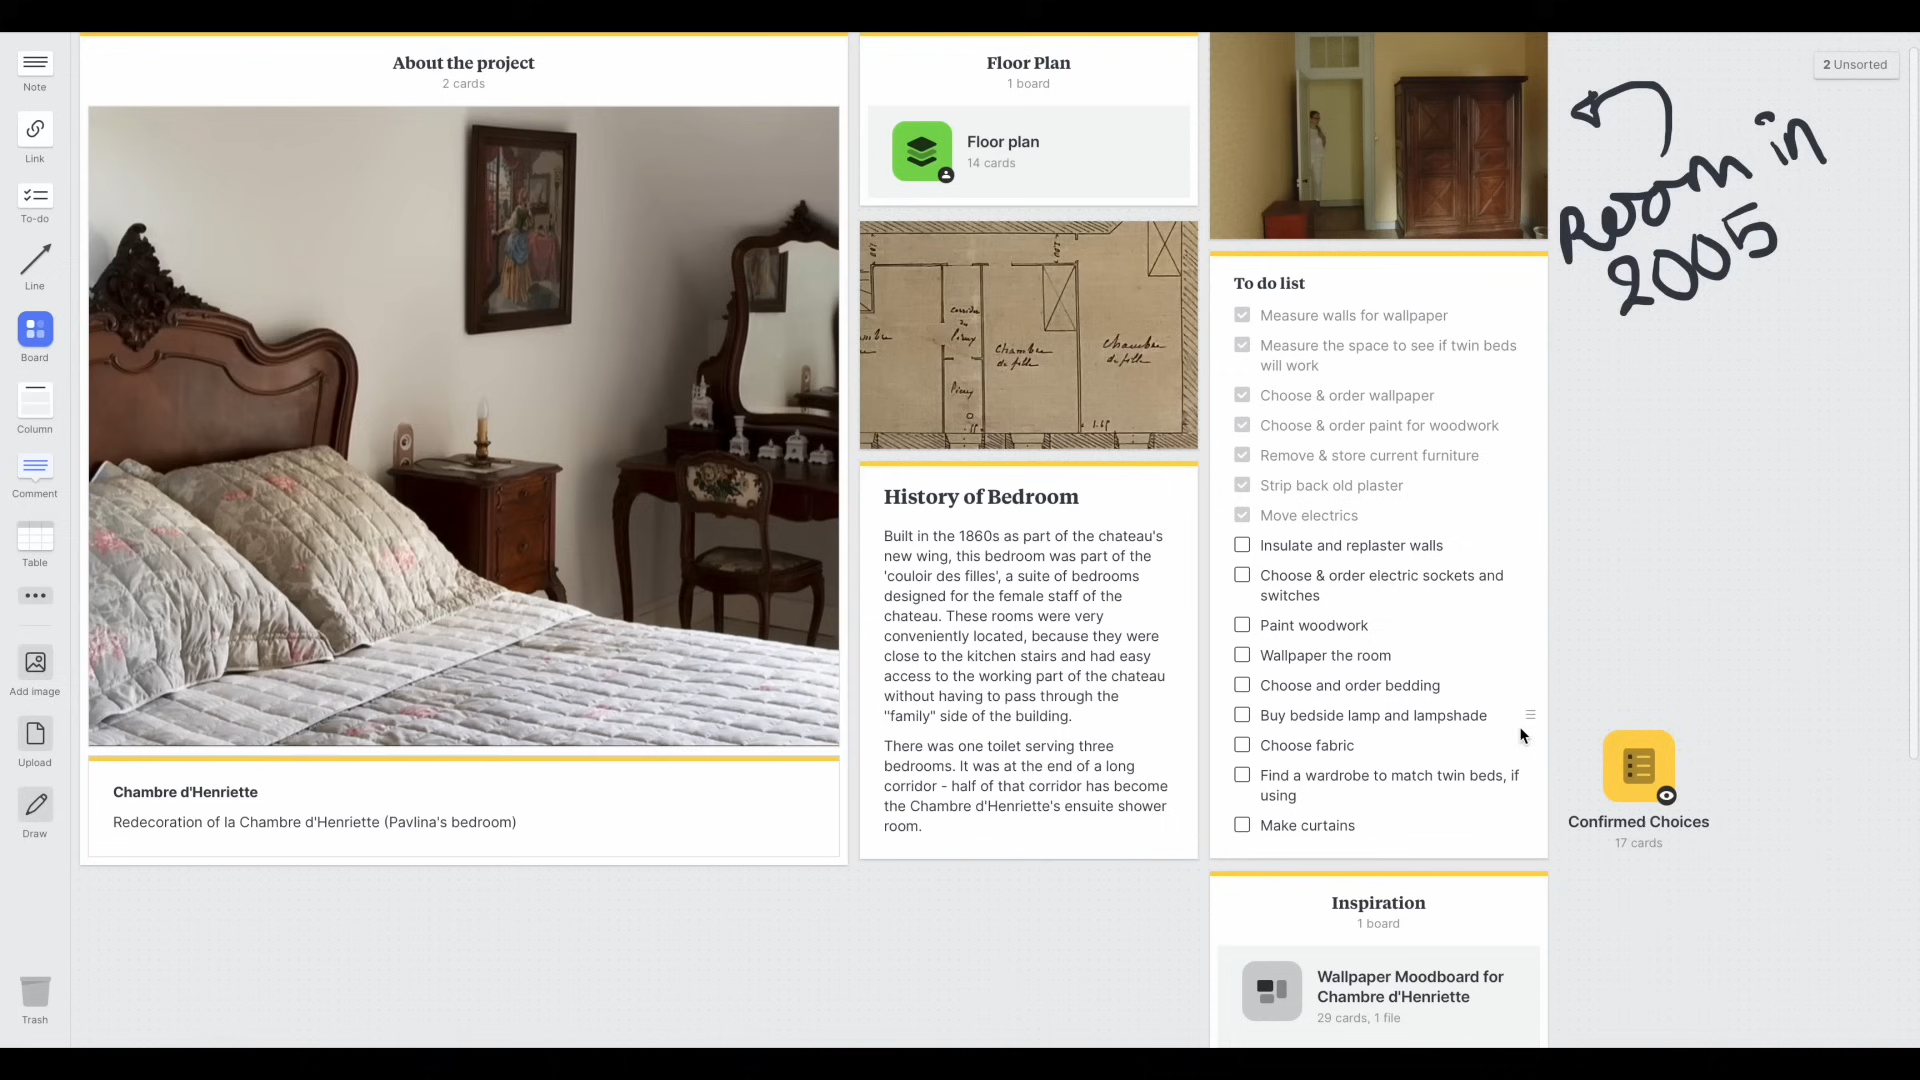 Note
Link
To-do
Line
Board
Column
Comment
Table
Add image
Upload
Draw
Trash
About the project
2 cards
Chambre d'Henriette
Redecoration of la Chambre d'Henriette (Pavlina's bedroom)
Floor Plan
1 board
Floor plan
14 cards
Chambre
de fille
Chambre
de fille
History of Bedroom
Built in the 1860s as part of the chateau's
new wing, this bedroom was part of the
'couloir des filles', a suite of bedrooms
designed for the female staff of the
chateau. These rooms were very
conveniently located, because they were
close to the kitchen stairs and had easy
access to the working part of the chateau
without having to pass through the
"family" side of the building.
There was one toilet serving three
bedrooms. It was at the end of a long
corridor - half of that corridor has become
the Chambre d'Henriette's ensuite shower
room.
To do list
Measure walls for wallpaper
Measure the space to see if twin beds
will work
Choose & order wallpaper
Choose & order paint for woodwork
Remove & store current furniture
Strip back old plaster
Move electrics
Insulate and replaster walls
Choose & order electric sockets and
switches
Paint woodwork
Wallpaper the room
Choose and order bedding
Buy bedside lamp and lampshade
Choose fabric
Find a wardrobe to match twin beds, if
using
Make curtains
Inspiration
1 board
Wallpaper Moodboard for
Chambre d'Henriette
29 cards, 1 file
2 Unsorted
Room in
2005
Confirmed Choices
17 cards